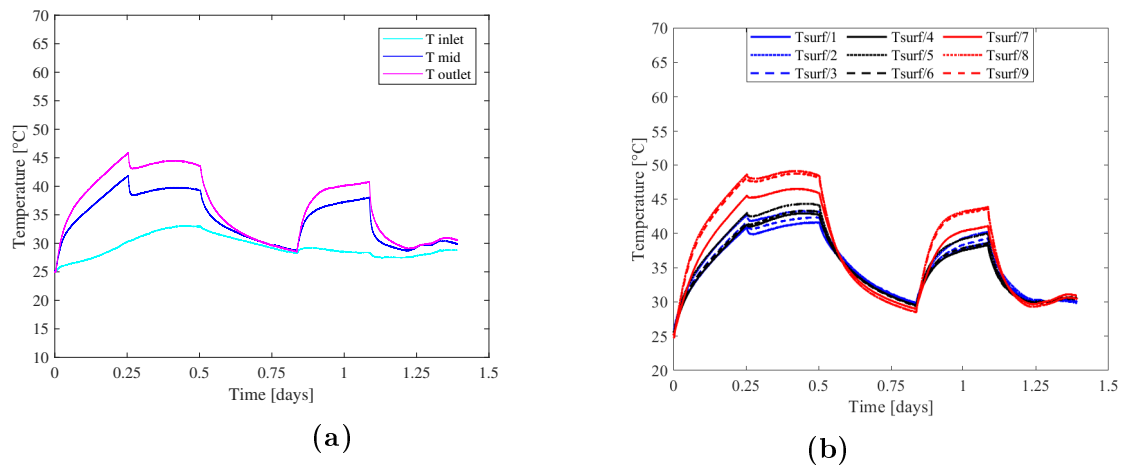 70
65
60
55
50
45
40
35
30
25
20
15
10
Temperature [°C]
T inlet
T mid
T outlet
0 0.25 0.5 0.75 1 1.25 1.5
Time [days]
(a)
70
65
60
55
50
45
40
35
30
25
20
Temperature [°C]
Tsurf/1 Tsurf/4 Tsurf/7
Tsurf/2 Tsurf/5 Tsurf/8
Tsurf/3 Tsurf/6 Tsurf/9
0 0.25 0.5 0.75 1 1.25 1.5
Time [days]
(b)